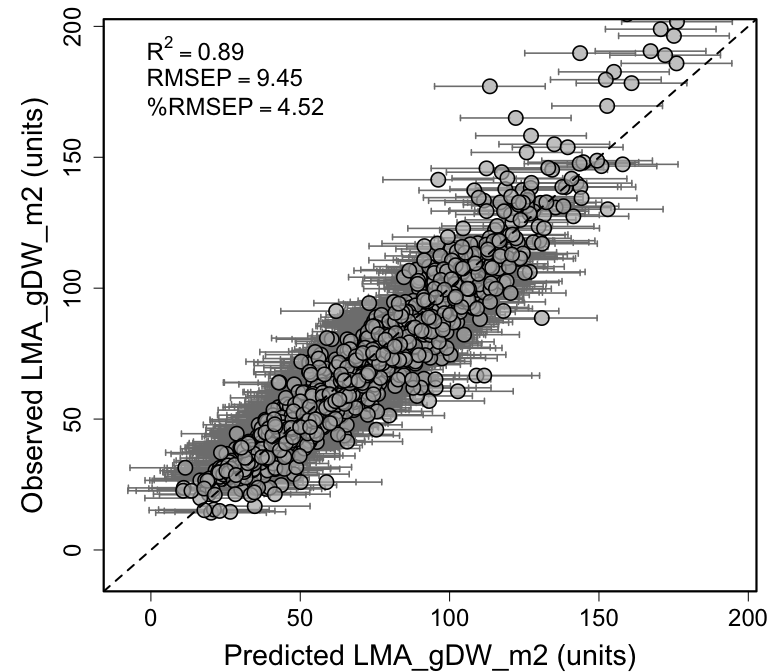 R² = 0.89
RMSEP = 9.45
%RMSEP = 4.52
200
150
100
50
0
Observed LMA_gDW_m2 (units)
0 50 100 150 200
Predicted LMA_gDW_m2 (units)